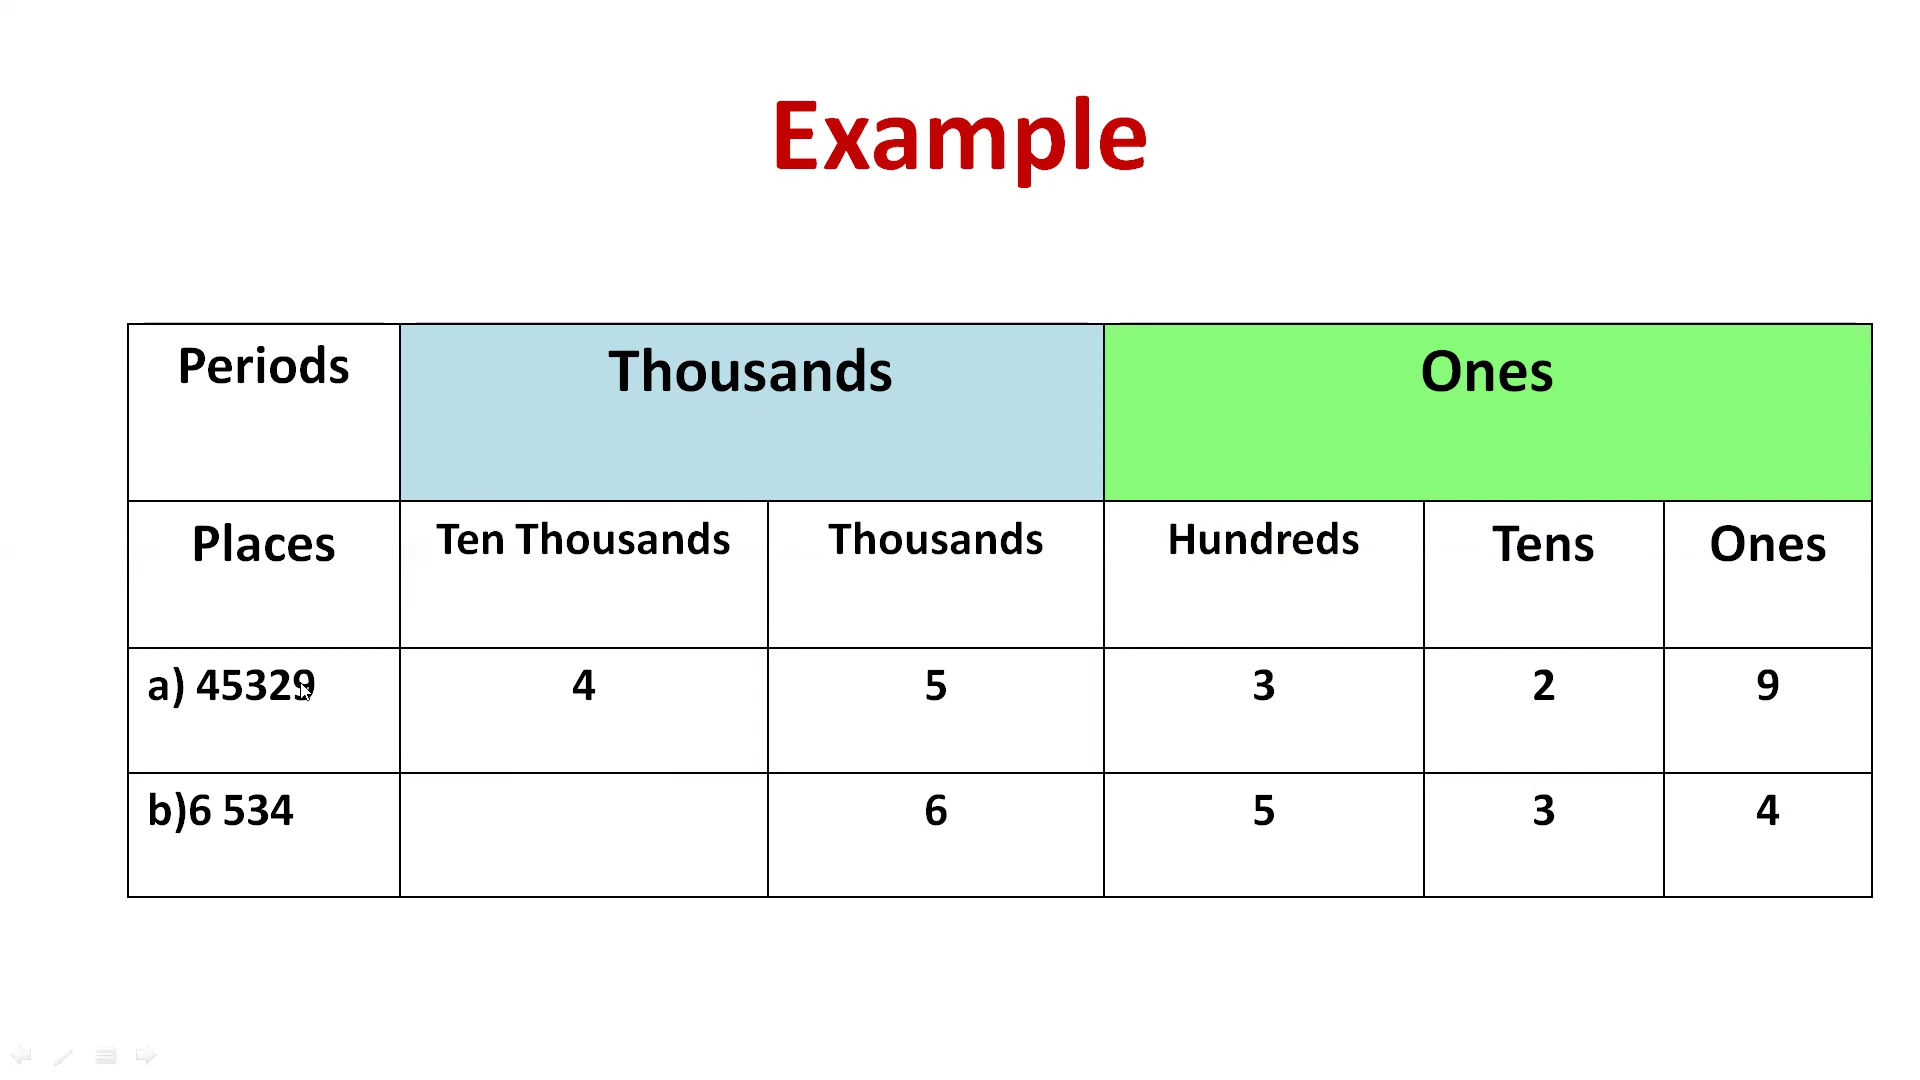 Example
Periods Thousands Ones
Places Ten Thousands Thousands Hundreds Tens Ones
a) 45329 4 5 3 2 9
b)6 534 6 5 3 4